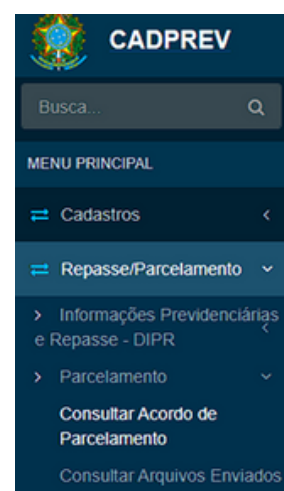 CADPREV
Busca...
MENU PRINCIPAL
Cadastros
Repasse/Parcelamento
Informações Previdenciárias
e Repasse - DIPR
Parcelamento
Consultar Acordo de
Parcelamento
Consultar Arquivos Enviados